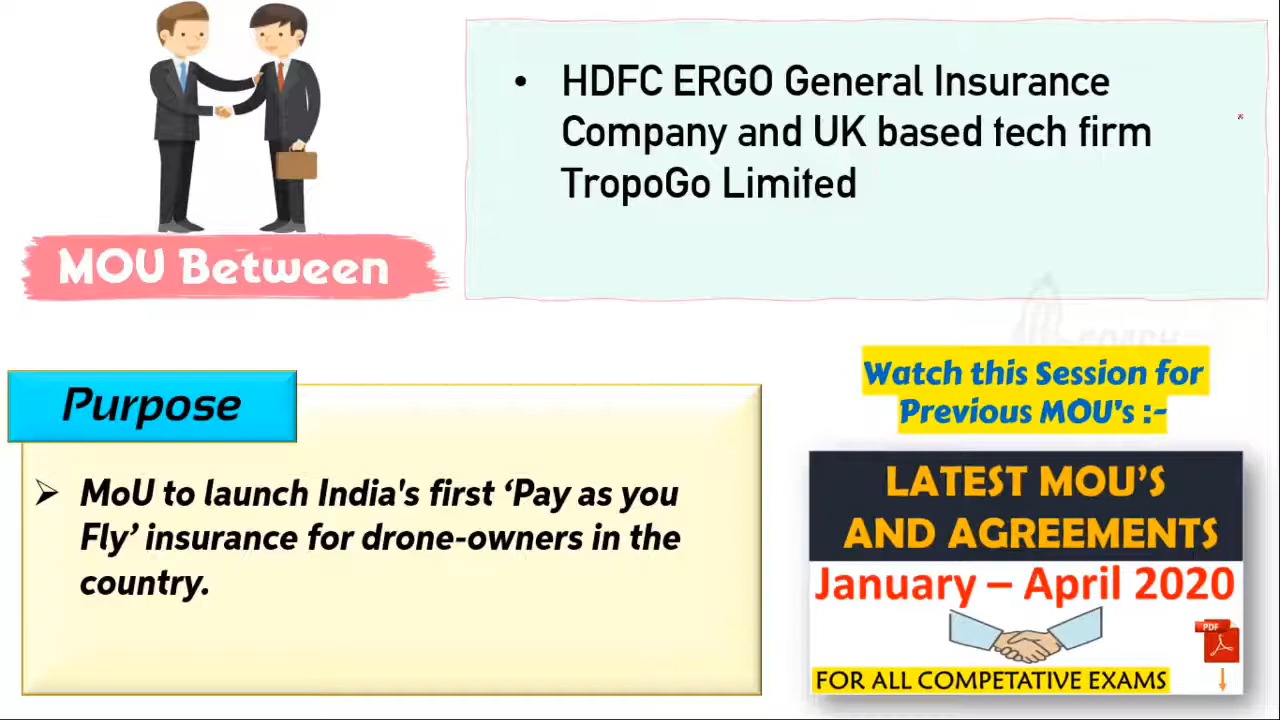 • HDFC ERGO General Insurance
Company and UK based tech firm
TropoGo Limited
MOU Between
COACH
Purpose
➢ MoU to launch India's first ‘Pay as you
Fly’ insurance for drone-owners in the
country.
Watch this Session for
Previous MOU's :-
LATEST MOU’S
AND AGREEMENTS
January – April 2020
PDF
FOR ALL COMPETATIVE EXAMS